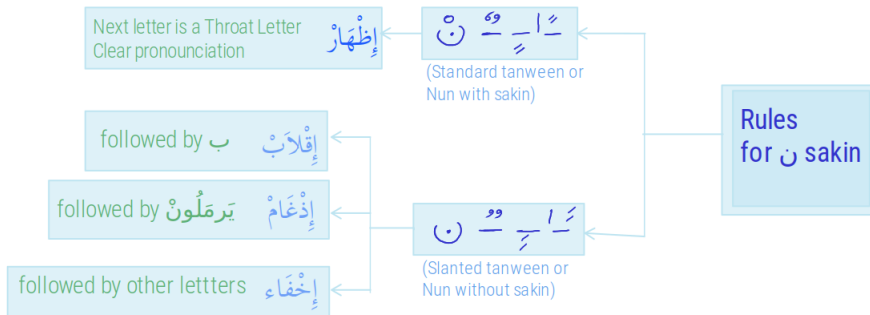 Next letter is a Throat Letter
Clear pronounciation
إِظْهَارْ
نْ
(Standard tanween or
Nun with sakin)
Rules
for ن sakin
followed by ب
إِقْلاَبْ
followed by يَرمَلُونْ
إِدْغَامْ
ن
(Slanted tanween or
Nun without sakin)
followed by other lettters
إِخْفَاء